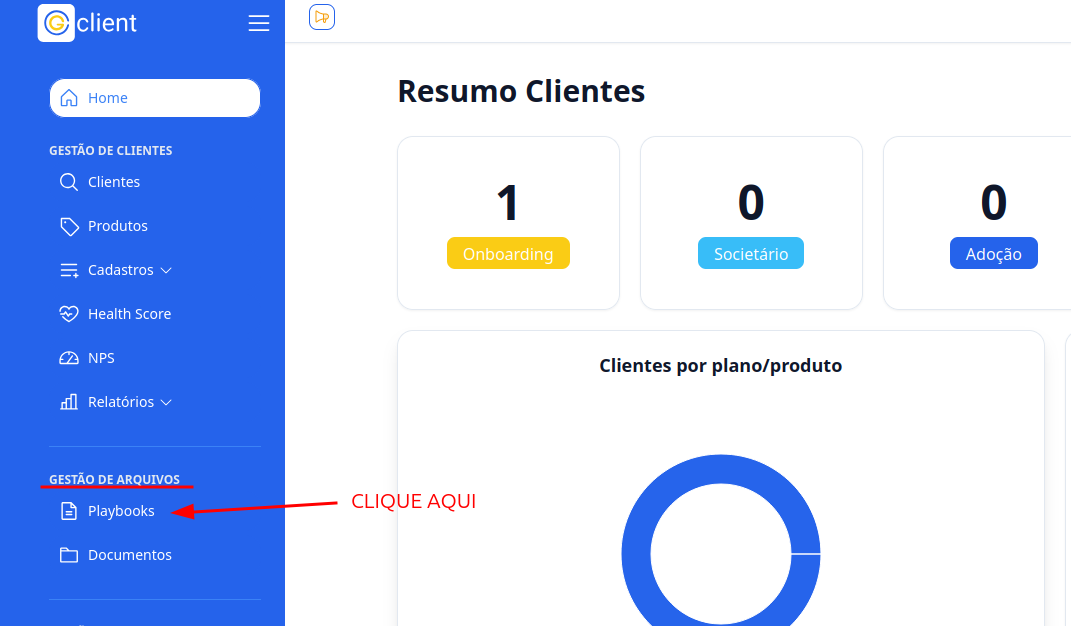 Gclient
Home
GESTÃO DE CLIENTES
Clientes
Produtos
Cadastros
Health Score
NPS
Relatórios
GESTÃO DE ARQUIVOS
Playbooks
Documentos
CLIQUE AQUI
Resumo Clientes
1
Onboarding
0
Societário
0
Adoção
Clientes por plano/produto